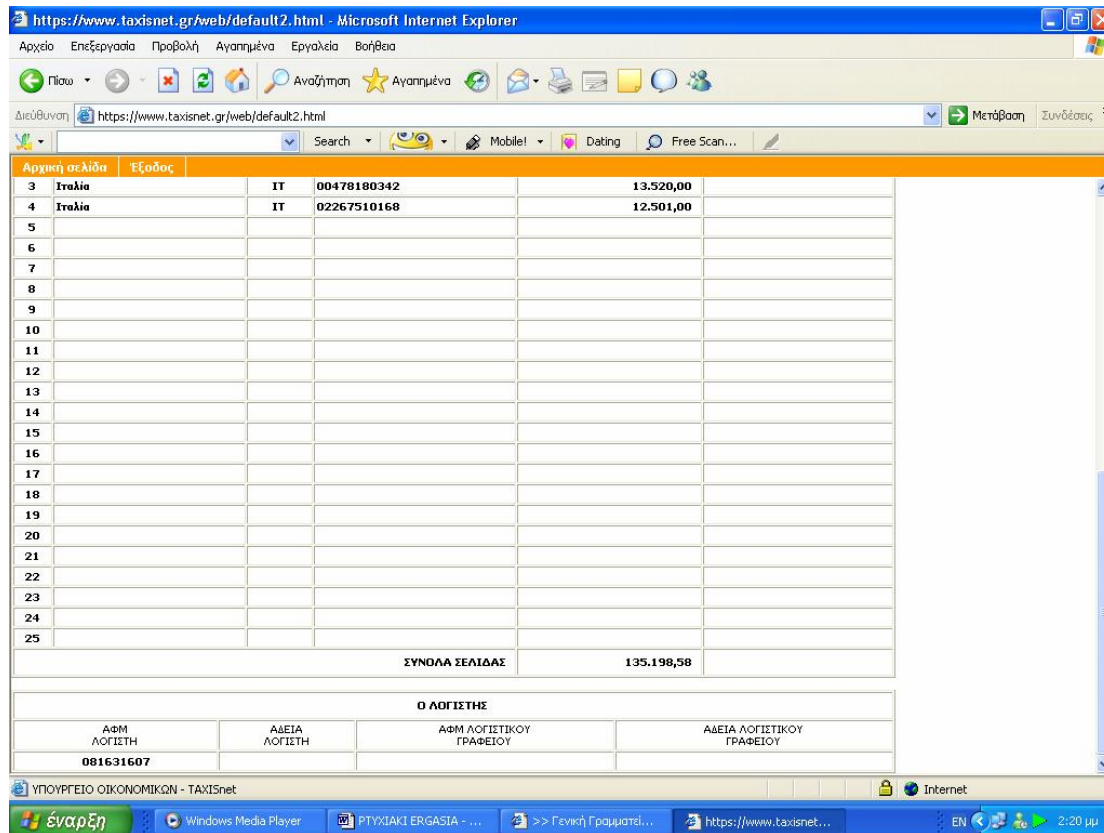 https://www.taxisnet.gr/web/default2.html - Microsoft Internet Explorer
Αρχείο Επεξεργασία Προβολή Αγαπημένα Εργαλεία Βοήθεια
Πίσω Αναζήτηση Αγαπημένα
Διεύθυνση https://www.taxisnet.gr/web/default2.html Μετάβαση Συνδέσεις
Search Mobile! Dating Free Scan...
Αρχική σελίδα Έξοδος
3 Ιταλία IT 00478180342 13.520,00
4 Ιταλία IT 02267510168 12.501,00
5
6
7
8
9
10
11
12
13
14
15
16
17
18
19
20
21
22
23
24
25
ΣΥΝΟΛΑ ΣΕΛΙΔΑΣ 135.198,58
Ο ΛΟΓΙΣΤΗΣ
ΑΦΜ ΑΔΕΙΑ ΑΦΜ ΛΟΓΙΣΤΙΚΟΥ ΑΔΕΙΑ ΛΟΓΙΣΤΙΚΟΥ
ΛΟΓΙΣΤΗ ΛΟΓΙΣΤΗ ΓΡΑΦΕΙΟΥ ΓΡΑΦΕΙΟΥ
081631607
ΥΠΟΥΡΓΕΙΟ ΟΙΚΟΝΟΜΙΚΩΝ - TAXISnet Internet
έναρξη Windows Media Player PTYXIAKI ERGASIA - ... >> Γενική Γραμματεί... https://www.taxisnet... EN 2:20 μμ